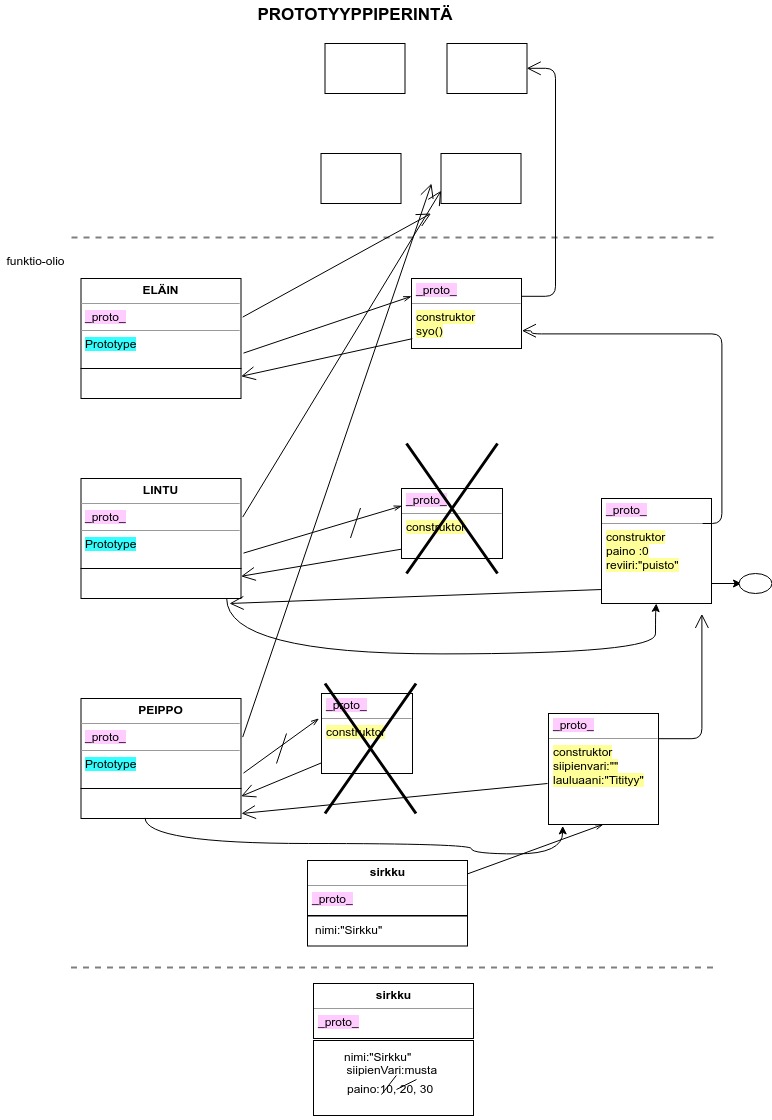 PROTOTYYPPIPERINTÄ
funktio-olio
ELÄIN
_proto_
Prototype
_proto_
construktor
syo()
LINTU
_proto_
Prototype
_proto_
construktor
_proto_
construktor
paino :0
reviiri:"puisto"
PEIPPO
_proto_
Prototype
_proto_
construktor
_proto_
construktor
siipienvari:""
lauluaani:"Titityy"
sirkku
_proto_
nimi:"Sirkku"
sirkku
_proto_
nimi:"Sirkku"
siipienVari:musta
paino:10, 20, 30